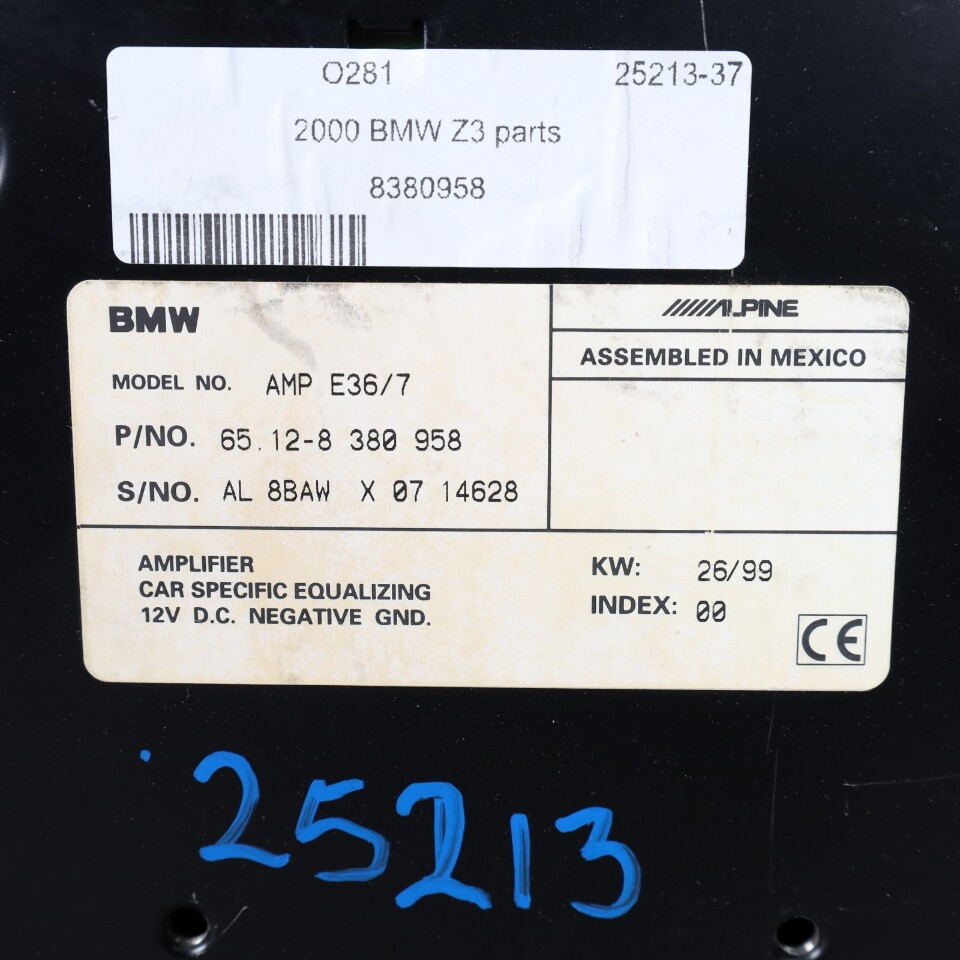 O281 25213-37
2000 BMW Z3 parts
8380958
BMW
MODEL NO. AMP E36/7
P/NO. 65.12-8 380 958
S/NO. AL 8BAW X 07 14628
ALPINE
ASSEMBLED IN MEXICO
AMPLIFIER
CAR SPECIFIC EQUALIZING
12V D.C. NEGATIVE GND.
KW: 26/99
INDEX: 00
CE
25213